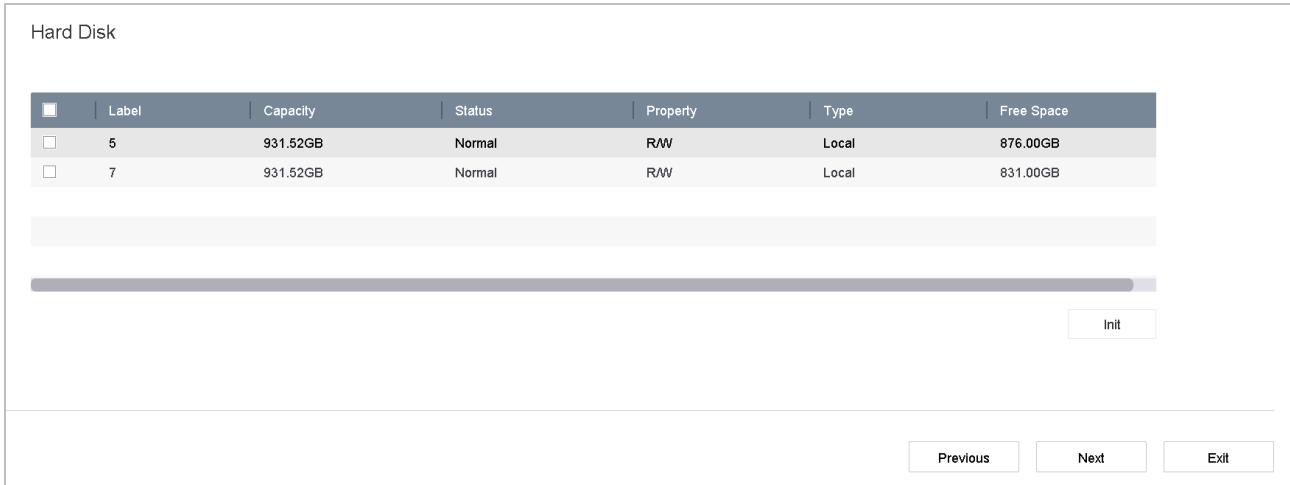 Hard Disk
Label Capacity Status Property Type Free Space
5 931.52GB Normal R/W Local 876.00GB
7 931.52GB Normal R/W Local 831.00GB
Init
Previous Next Exit